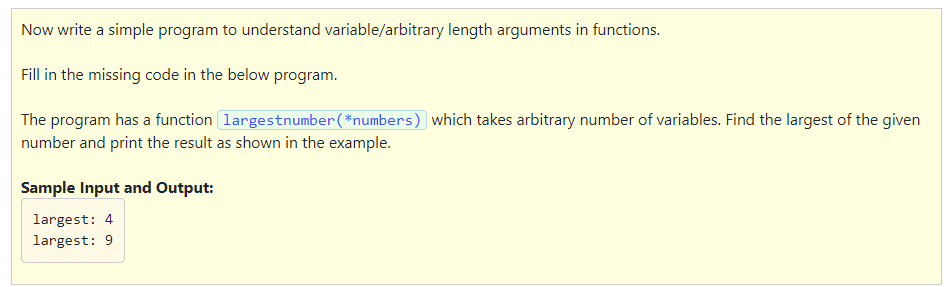 Now write a simple program to understand variable/arbitrary length arguments in functions.
Fill in the missing code in the below program.
The program has a function largestnumber(*numbers) which takes arbitrary number of variables. Find the largest of the given
number and print the result as shown in the example.
Sample Input and Output:
largest: 4
largest: 9